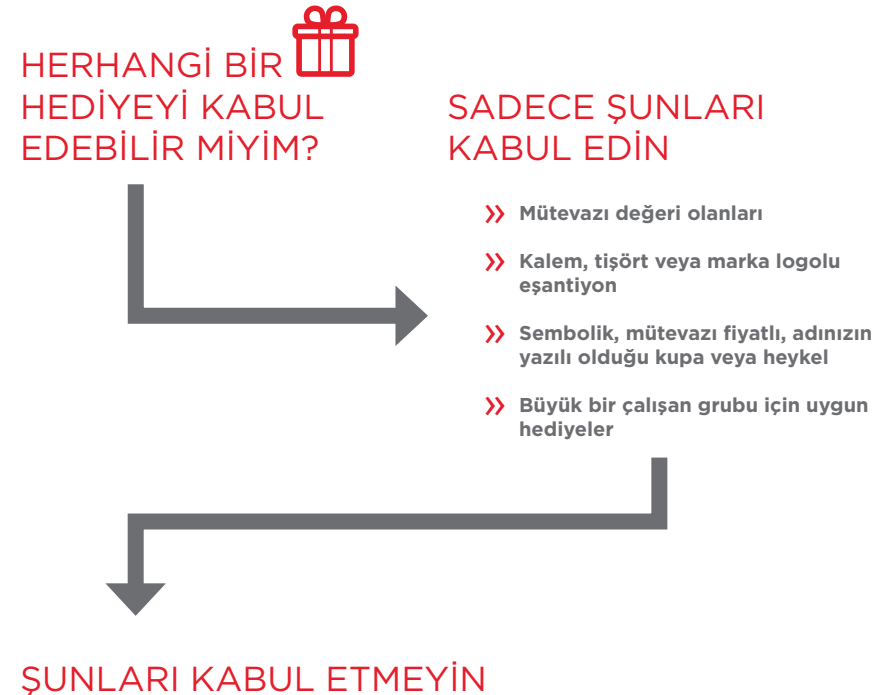 HERHANGİ BİR
HEDİYEYİ KABUL
EDEBİLİR MİYİM?
SADECE ŞUNLARI
KABUL EDİN
Mütevazı değeri olanları
Kalem, tişört veya marka logolu
eşantiyon
Sembolik, mütevazı fiyatlı, adınızın
yazılı olduğu kupa veya heykel
Büyük bir çalışan grubu için uygun
hediyeler
ŞUNLARI KABUL ETMEYİN